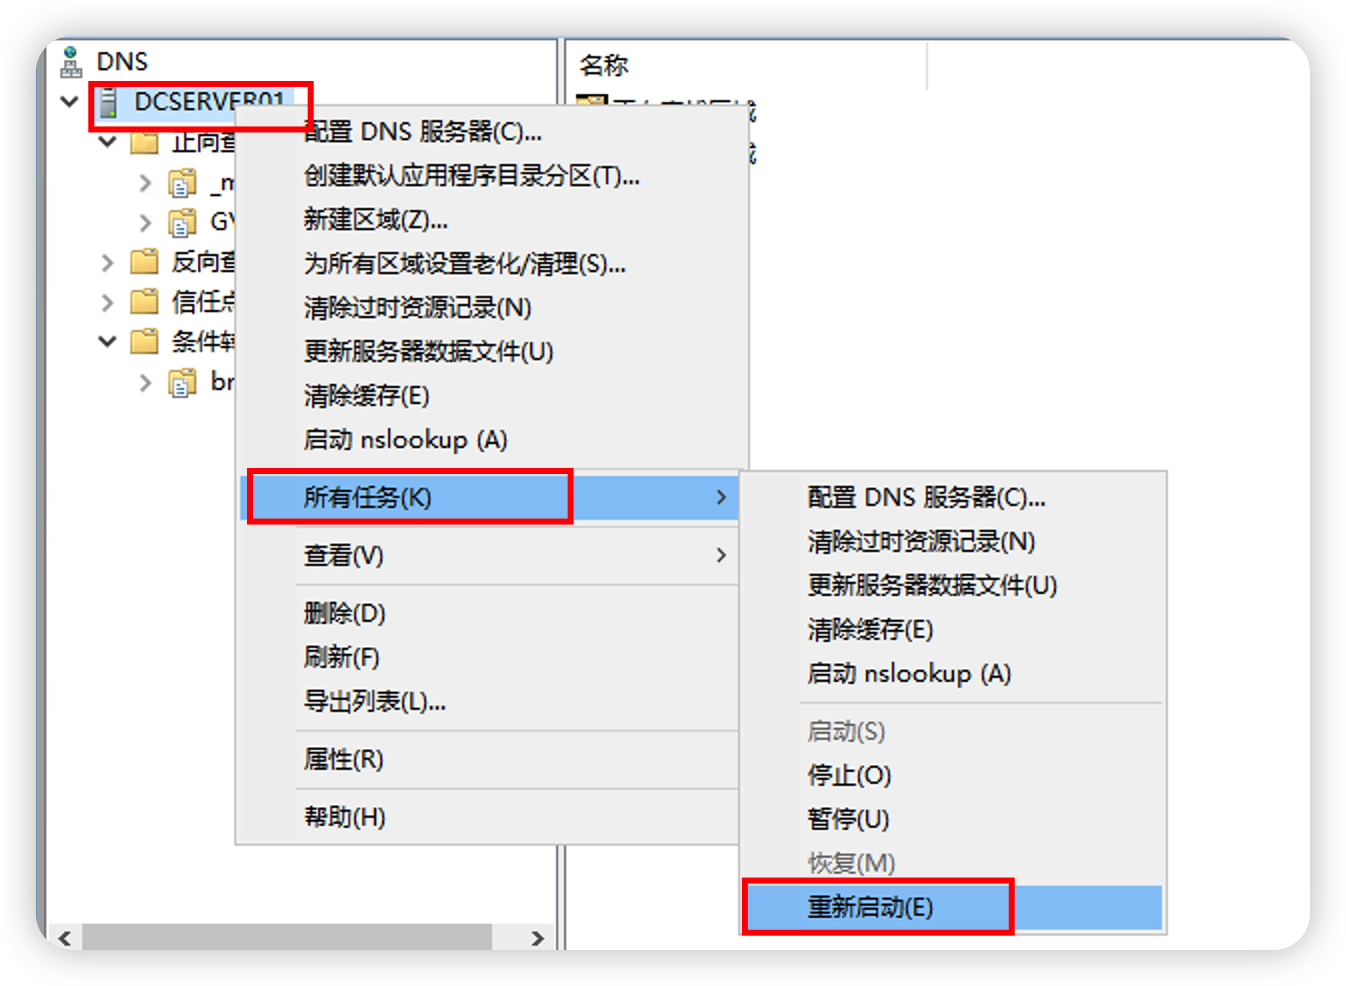 DNS
DCSERVER01
正向查
_m
GY
反向查
信任点
条件转
br
名称
配置 DNS 服务器(C)...
创建默认应用程序目录分区(T)...
新建区域(Z)...
为所有区域设置老化/清理(S)...
清除过时资源记录(N)
更新服务器数据文件(U)
清除缓存(E)
启动 nslookup (A)
所有任务(K)
查看(V)
删除(D)
刷新(F)
导出列表(L)...
属性(R)
帮助(H)
配置 DNS 服务器(C)...
清除过时资源记录(N)
更新服务器数据文件(U)
清除缓存(E)
启动 nslookup (A)
启动(S)
停止(O)
暂停(U)
恢复(M)
重新启动(E)